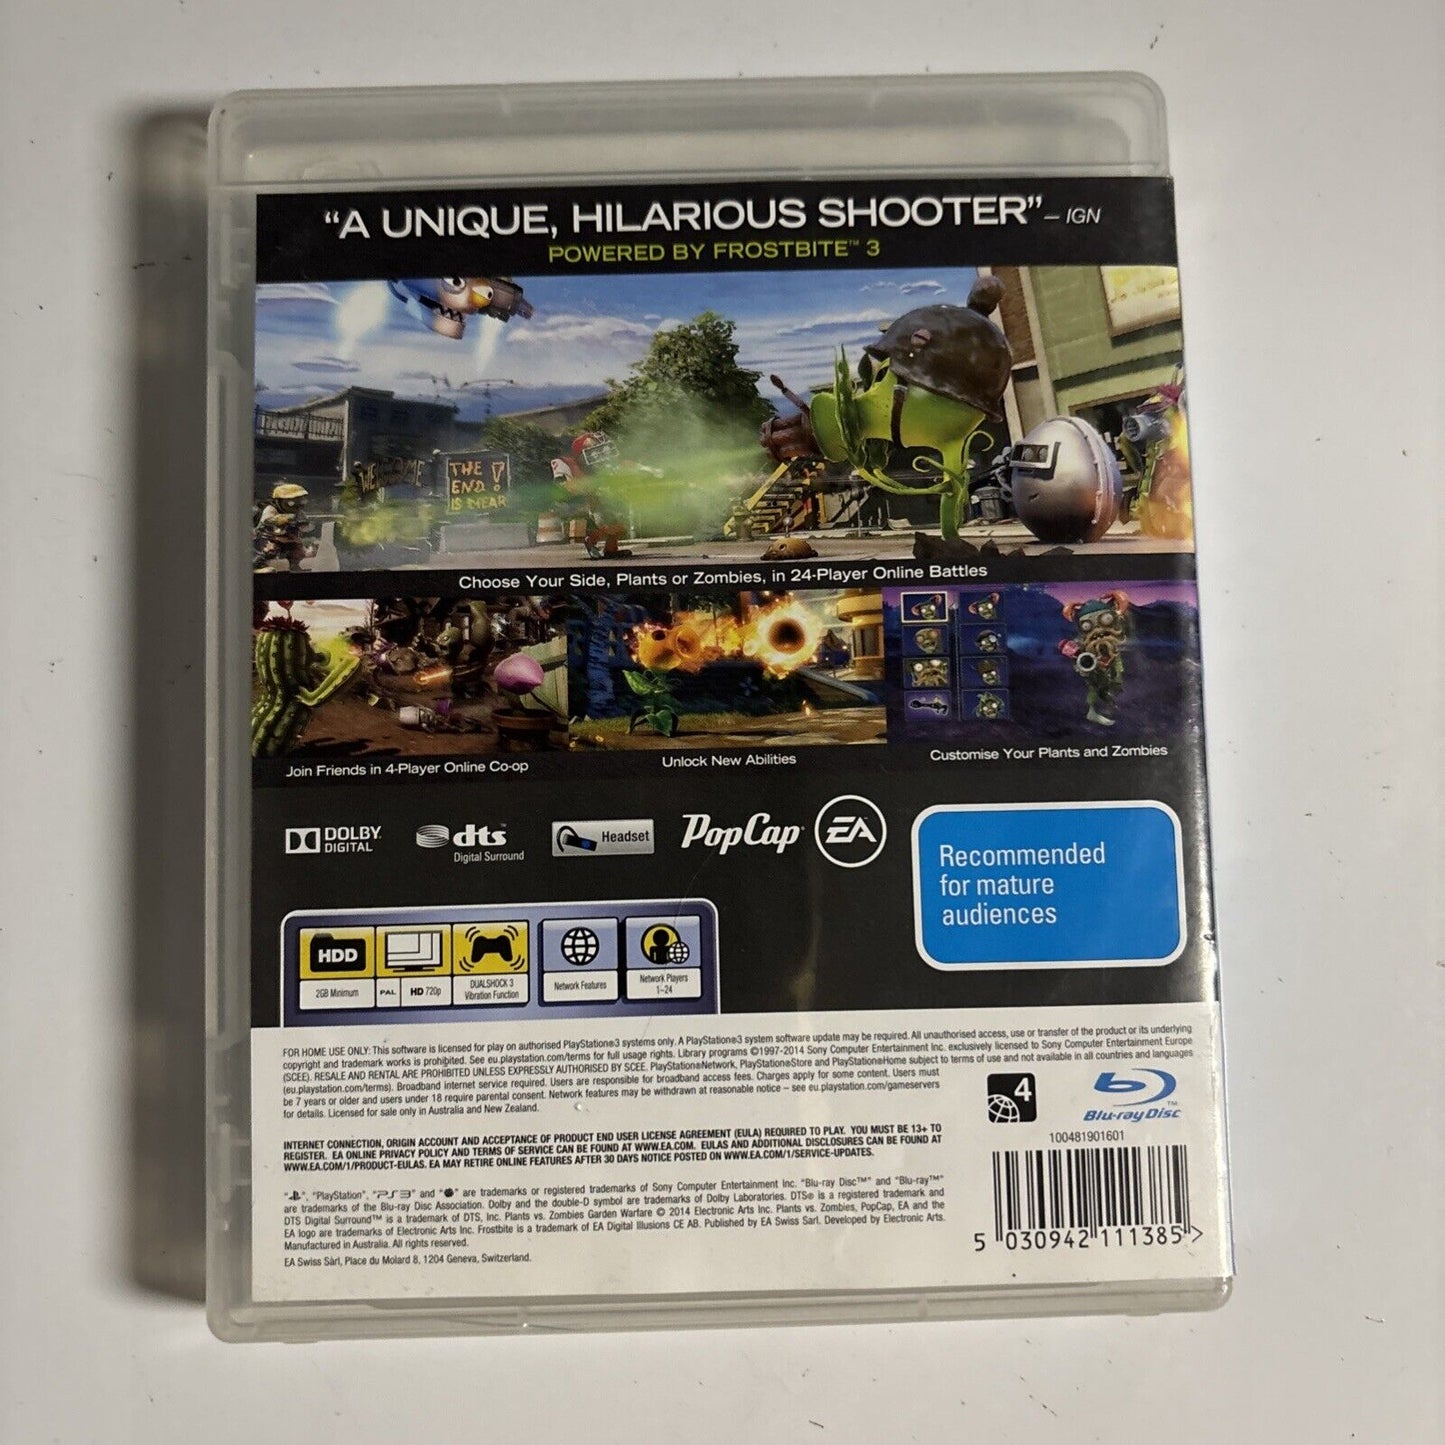 “A UNIQUE, HILARIOUS SHOOTER” – IGN
POWERED BY FROSTBITE™ 3
THE
END !
IS NEAR
Choose Your Side, Plants or Zombies, in 24-Player Online Battles
Join Friends in 4-Player Online Co-op
Unlock New Abilities
Customise Your Plants and Zombies
DOLBY
DIGITAL
dts
Digital Surround
Headset
PopCap
EA
Recommended
for mature
audiences
HDD
2GB Minimum
PAL
HD 720p
DUALSHOCK 3
Vibration Function
Network Features
Network Players
1–24
FOR HOME USE ONLY: This software is licensed for play on authorised PlayStation®3 systems only. A PlayStation®3 system software update may be required. All unauthorised access, use or transfer of the product or its underlying
copyright and trademark works is prohibited. See eu.playstation.com/terms for full usage rights. Library programs ©1997-2014 Sony Computer Entertainment Inc. exclusively licensed to Sony Computer Entertainment Europe
(SCEE). RESALE AND RENTAL ARE PROHIBITED UNLESS EXPRESSLY AUTHORISED BY SCEE. PlayStation®Network, PlayStation®Store and PlayStation®Home subject to terms of use and not available in all countries and languages
(eu.playstation.com/terms). Broadband internet service required. Users are responsible for broadband access fees. Charges apply for some content. Users must
be 7 years or older and users under 18 require parental consent. Network features may be withdrawn at reasonable notice – see eu.playstation.com/gameservers
for details. Licensed for sale only in Australia and New Zealand.
INTERNET CONNECTION, ORIGIN ACCOUNT AND ACCEPTANCE OF PRODUCT END USER LICENSE AGREEMENT (EULA) REQUIRED TO PLAY. YOU MUST BE 13+ TO
REGISTER. EA ONLINE PRIVACY POLICY AND TERMS OF SERVICE CAN BE FOUND AT WWW.EA.COM. EULAS AND ADDITIONAL DISCLOSURES CAN BE FOUND AT
WWW.EA.COM/1/PRODUCT-EULAS. EA MAY RETIRE ONLINE FEATURES AFTER 30 DAYS NOTICE POSTED ON WWW.EA.COM/1/SERVICE-UPDATES.
“ ”, “PlayStation”, “PS3” and “ ” are trademarks or registered trademarks of Sony Computer Entertainment Inc. “Blu-ray Disc™” and “Blu-ray™”
are trademarks of the Blu-ray Disc Association. Dolby and the double-D symbol are trademarks of Dolby Laboratories. DTS® is a registered trademark and
DTS Digital Surround™ is a trademark of DTS, Inc. Plants vs. Zombies Garden Warfare © 2014 Electronic Arts Inc. Plants vs. Zombies, PopCap, EA and the
EA logo are trademarks of Electronic Arts Inc. Frostbite is a trademark of EA Digital Illusions CE AB. Published by EA Swiss Sarl. Developed by Electronic Arts.
Manufactured in Australia. All rights reserved.
EA Swiss Sàrl, Place du Molard 8, 1204 Geneva, Switzerland.
4
Blu-ray Disc™
100481901601
5 030942 111385 >